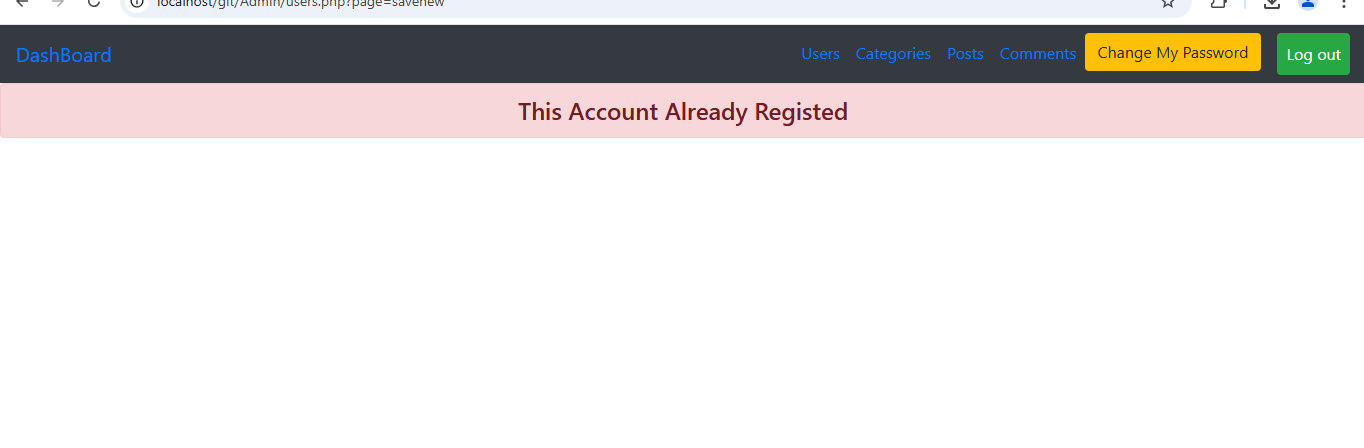 localhost/git/Admin/users.php?page=savenew
DashBoard Users Categories Posts Comments Change My Password Log out
This Account Already Registed